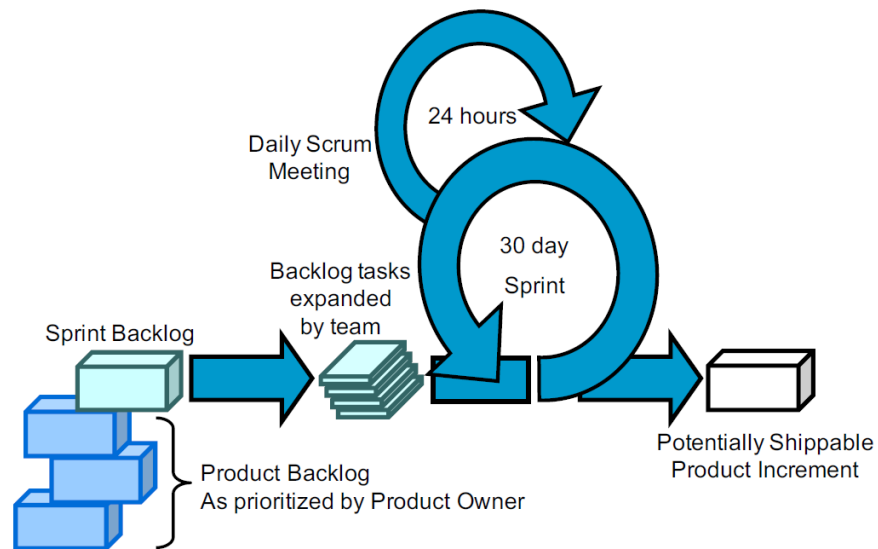 24 hours
Daily Scrum
Meeting
30 day
Sprint
Backlog tasks
expanded
by team
Sprint Backlog
Potentially Shippable
Product Increment
Product Backlog
As prioritized by Product Owner